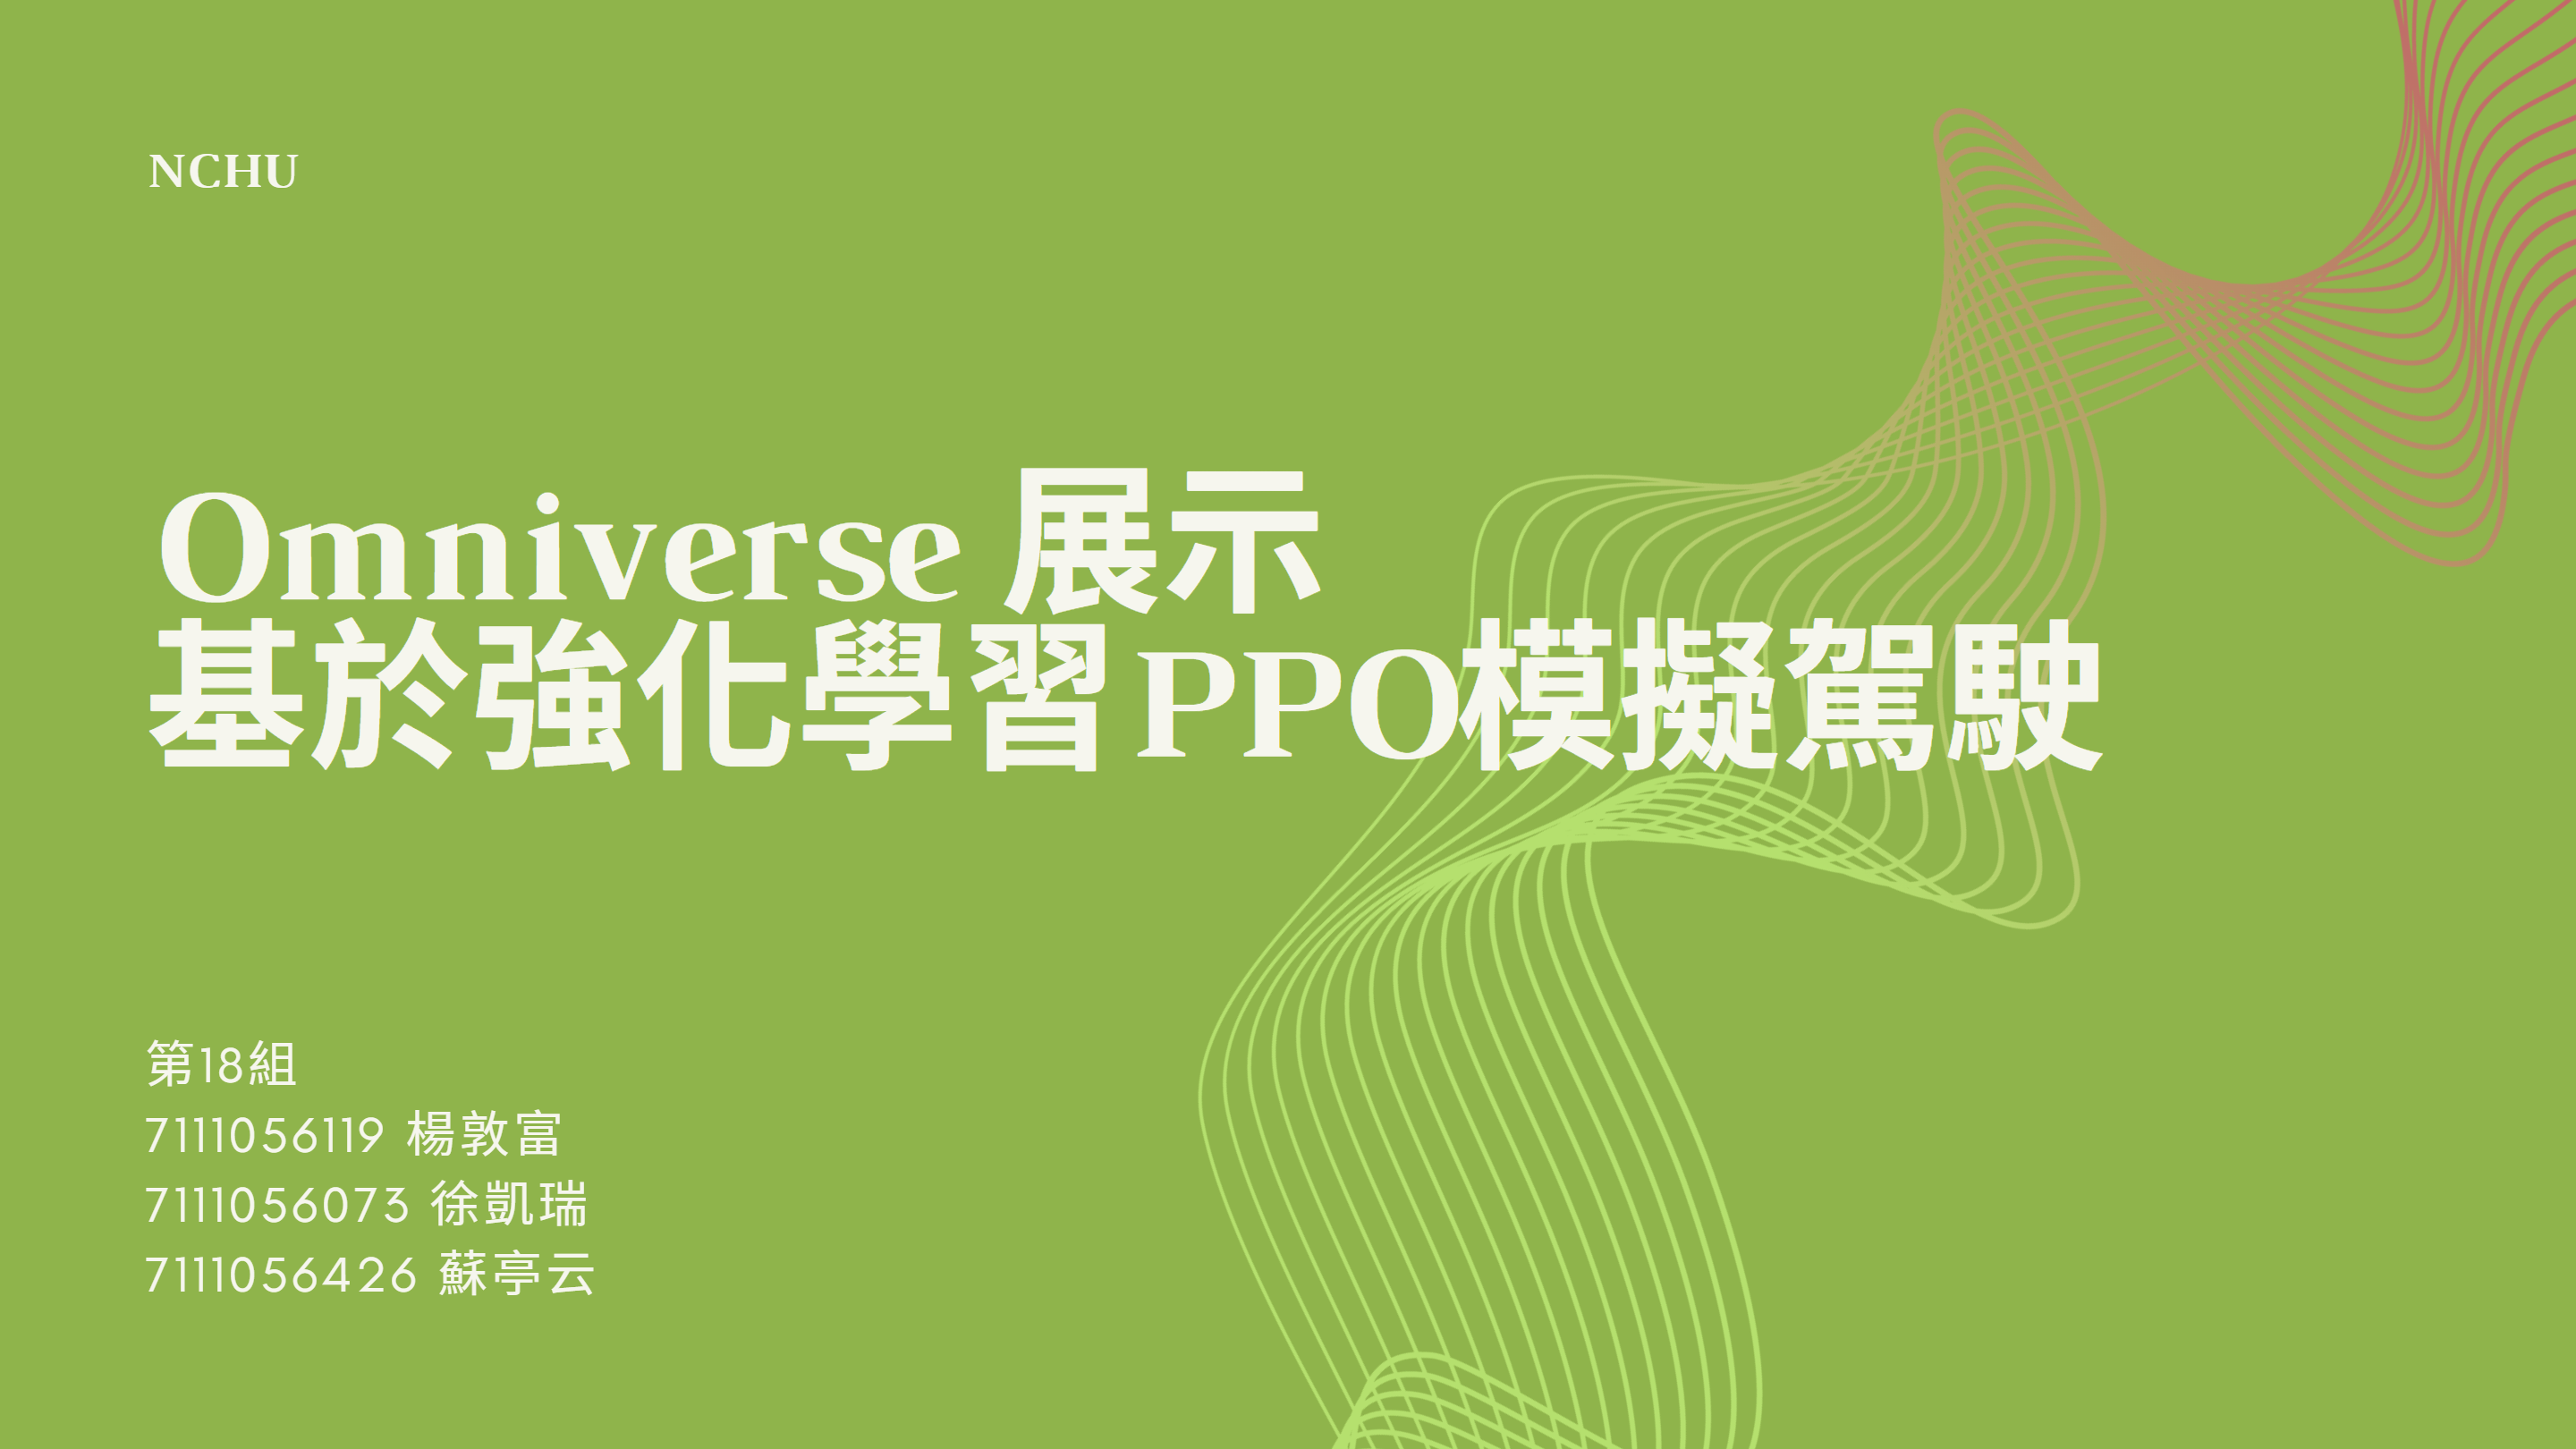 NCHU
Omniverse 展示
基於強化學習PPO模擬駕駛
第18組
7111056119 楊敦富
7111056073 徐凱瑞
7111056426 蘇亭云